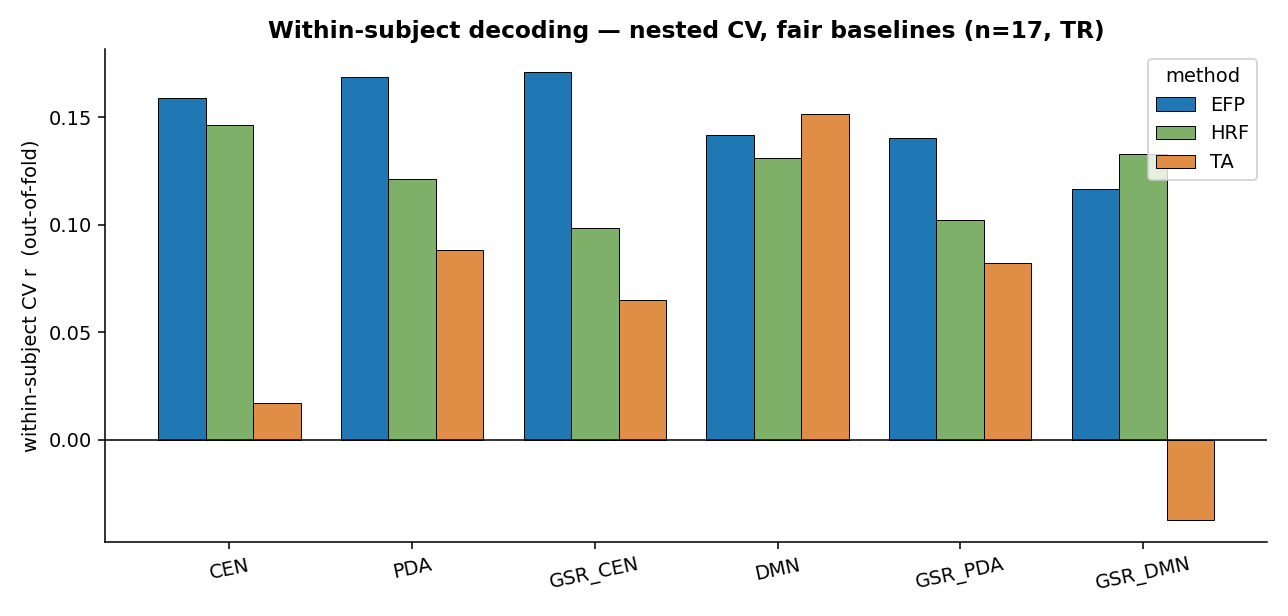 Within-subject decoding — nested CV, fair baselines (n=17, TR)
within-subject CV r (out-of-fold)
0.15
0.10
0.05
0.00
method
EFP
HRF
TA
CEN
PDA
GSR_CEN
DMN
GSR_PDA
GSR_DMN